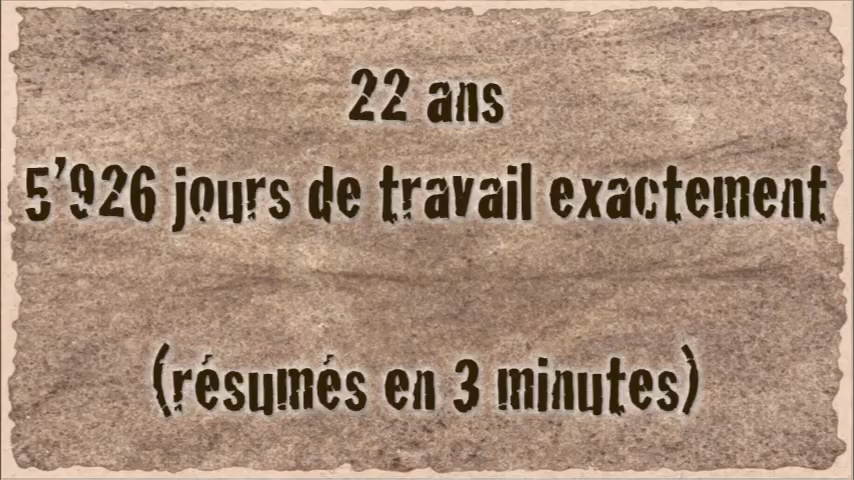 22 ans
5'926 jours de travail exactement
(résumés en 3 minutes)